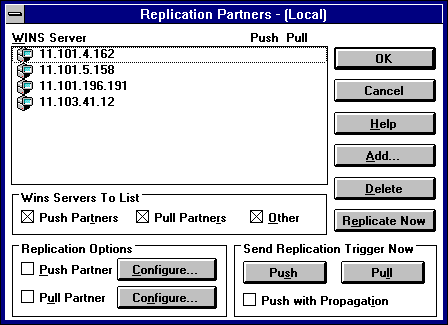 Replication Partners - (Local)
WINS Server Push Pull
11.101.4.162
11.101.5.158
11.101.196.191
11.103.41.12
OK
Cancel
Help
Add...
Delete
Replicate Now
Wins Servers To List
Push Partners Pull Partners Other
Replication Options
Push Partner Configure...
Pull Partner Configure...
Send Replication Trigger Now
Push Pull
Push with Propagation